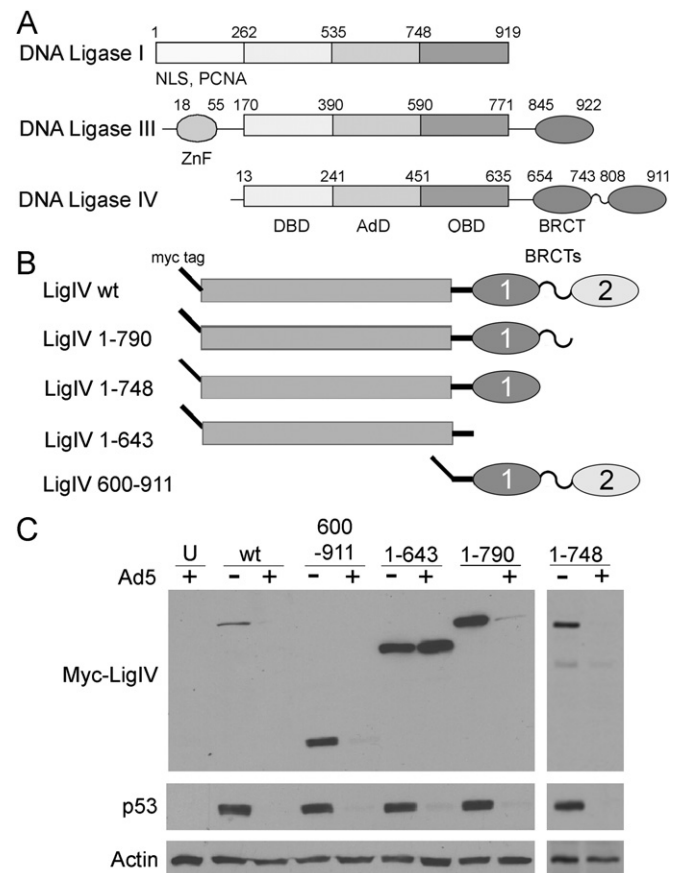 A
1 262 535 748 919
DNA Ligase I
NLS, PCNA
18 55 170 390 590 771 845 922
DNA Ligase III
ZnF
13 241 451 635 654 743 808 911
DNA Ligase IV
DBD AdD OBD BRCT
B
myc tag BRCTs
LigIV wt 1 2
LigIV 1-790 1
LigIV 1-748 1
LigIV 1-643
LigIV 600-911 1 2
C
600
U wt -911 1-643 1-790 1-748
Ad5 + - + - + - + + - +
Myc-LigIV
p53
Actin